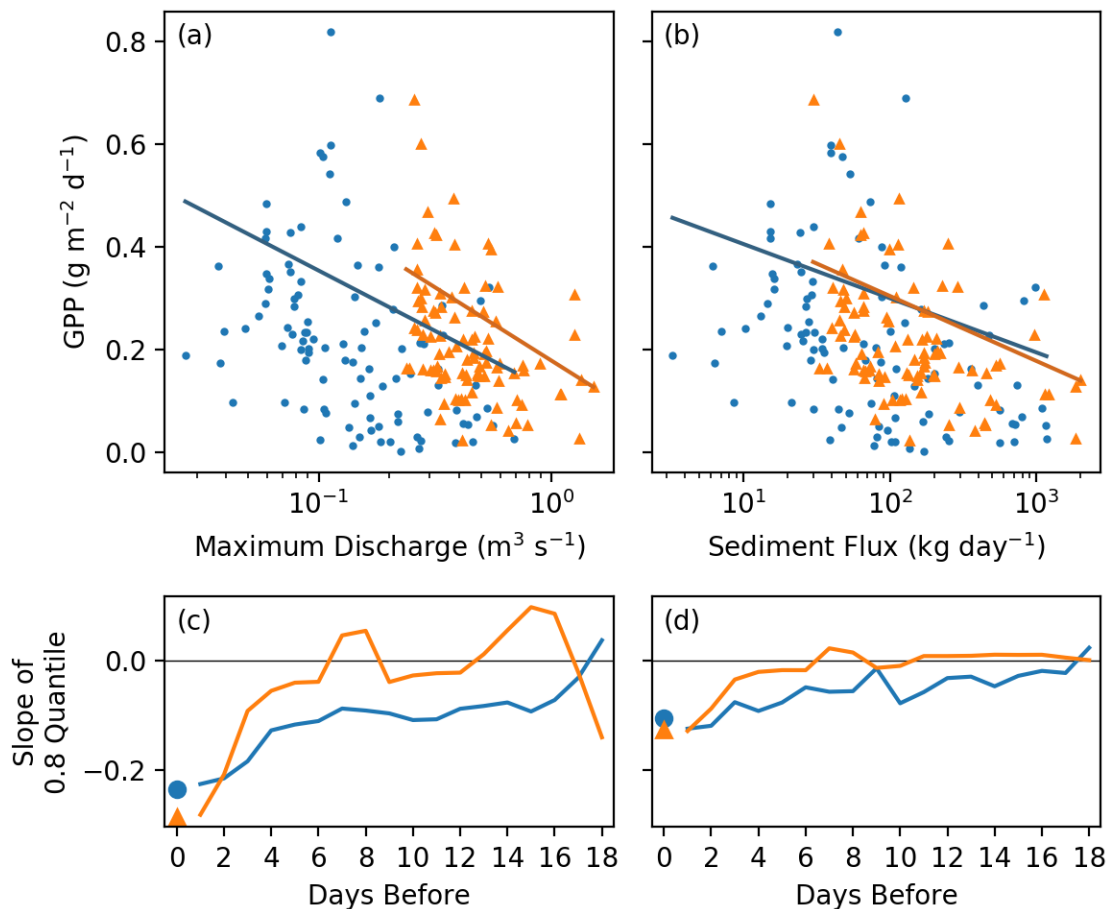 (a)
(b)
0.8
0.6
0.4
0.2
0.0
GPP (g m⁻² d⁻¹)
10⁻¹
10⁰
10¹
10²
10³
Maximum Discharge (m³ s⁻¹)
Sediment Flux (kg day⁻¹)
(c)
(d)
0.0
−0.2
Slope of
0.8 Quantile
0 2 4 6 8 10 12 14 16 18
0 2 4 6 8 10 12 14 16 18
Days Before
Days Before